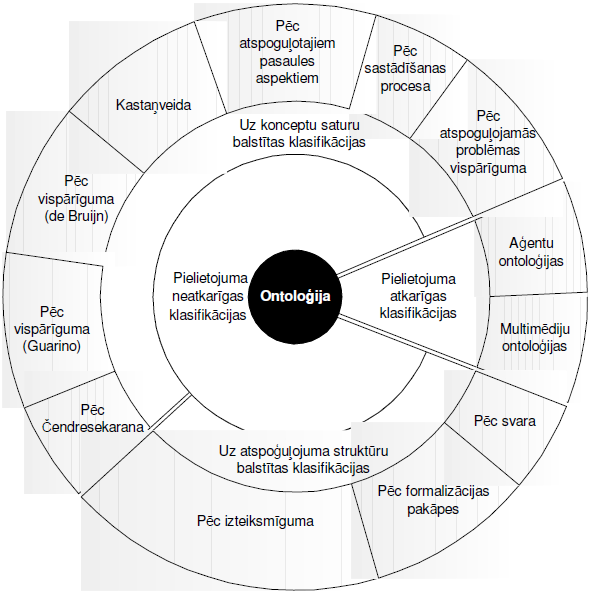 Pēc
atspoguļotajiem
pasaules
aspektiem
Pēc
sastādīšanas
procesa
Pēc
atspoguļojamās
problēmas
vispārīguma
Kastaņveida
Uz konceptu saturu
balstītas klasifikācijas
Pēc
vispārīguma
(de Bruijn)
Aģentu
ontoloģijas
Pielietojuma
neatkarīgas
klasifikācijas
Ontoloģija
Pielietojuma
atkarīgas
klasifikācijas
Pēc
vispārīguma
(Guarino)
Multimēdiju
ontoloģijas
Pēc
Čendresekarana
Pēc svara
Uz atspoģuļojuma struktūru
balstītas klasifikācijas
Pēc formalizācijas
pakāpes
Pēc izteiksmīguma